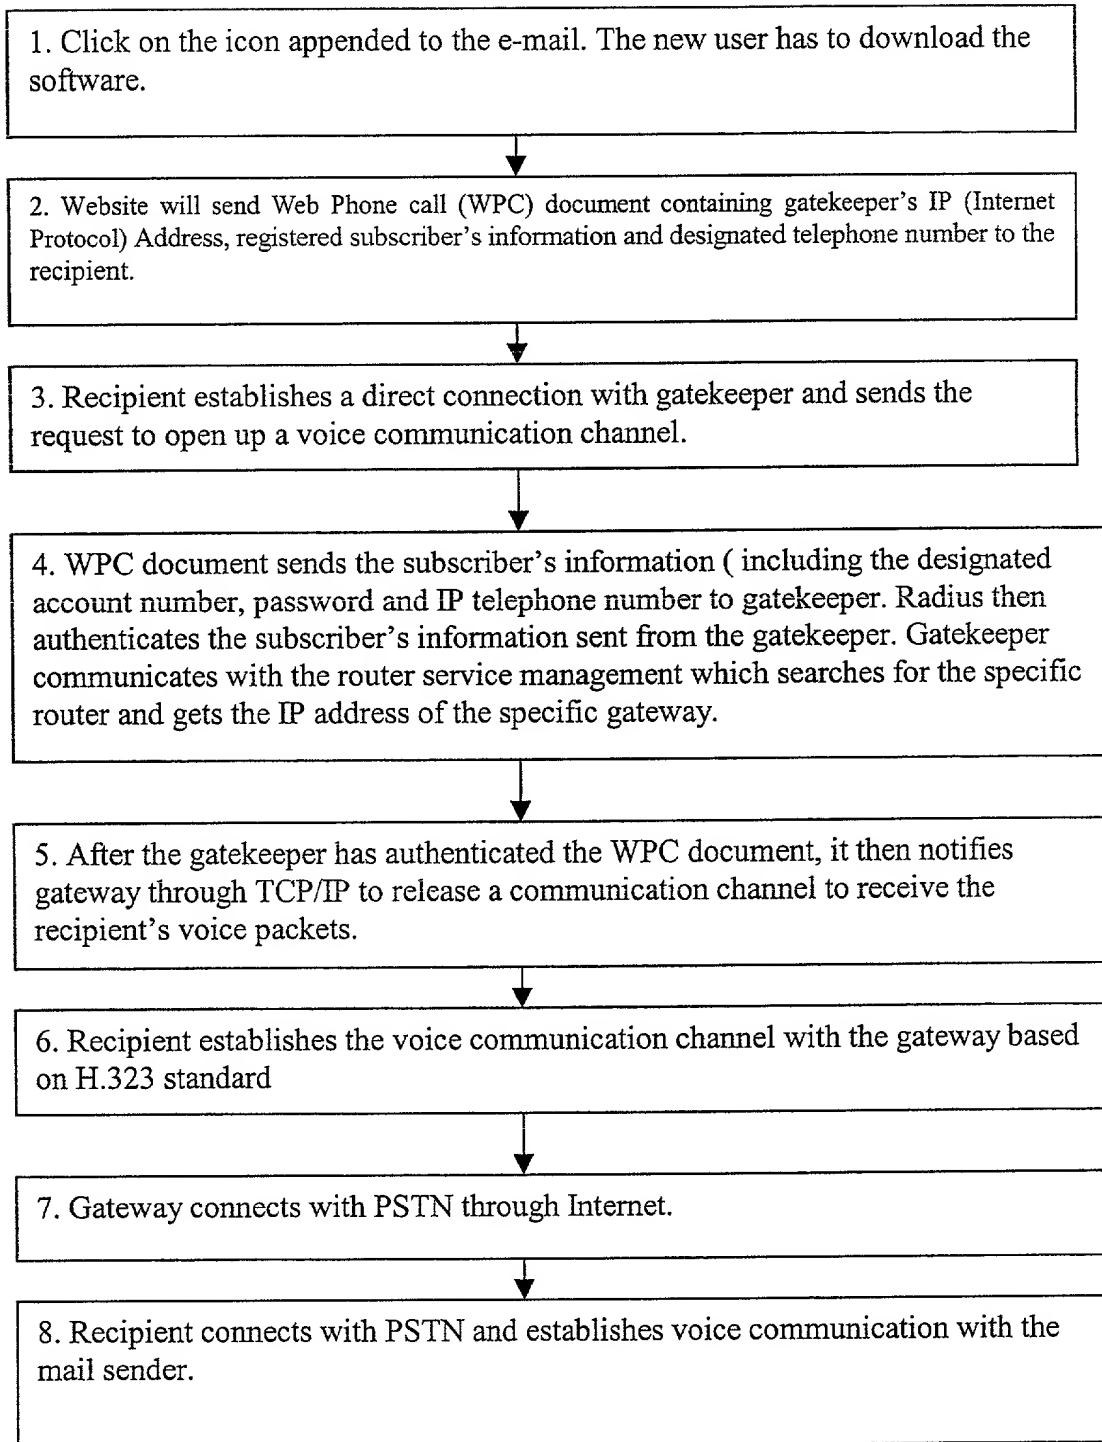 1. Click on the icon appended to the e-mail. The new user has to download the
software.
2. Website will send Web Phone call (WPC) document containing gatekeeper's IP (Internet
Protocol) Address, registered subscriber's information and designated telephone number to the
recipient.
3. Recipient establishes a direct connection with gatekeeper and sends the
request to open up a voice communication channel.
4. WPC document sends the subscriber's information ( including the designated
account number, password and IP telephone number to gatekeeper. Radius then
authenticates the subscriber's information sent from the gatekeeper. Gatekeeper
communicates with the router service management which searches for the specific
router and gets the IP address of the specific gateway.
5. After the gatekeeper has authenticated the WPC document, it then notifies
gateway through TCP/IP to release a communication channel to receive the
recipient's voice packets.
6. Recipient establishes the voice communication channel with the gateway based
on H.323 standard
7. Gateway connects with PSTN through Internet.
8. Recipient connects with PSTN and establishes voice communication with the
mail sender.